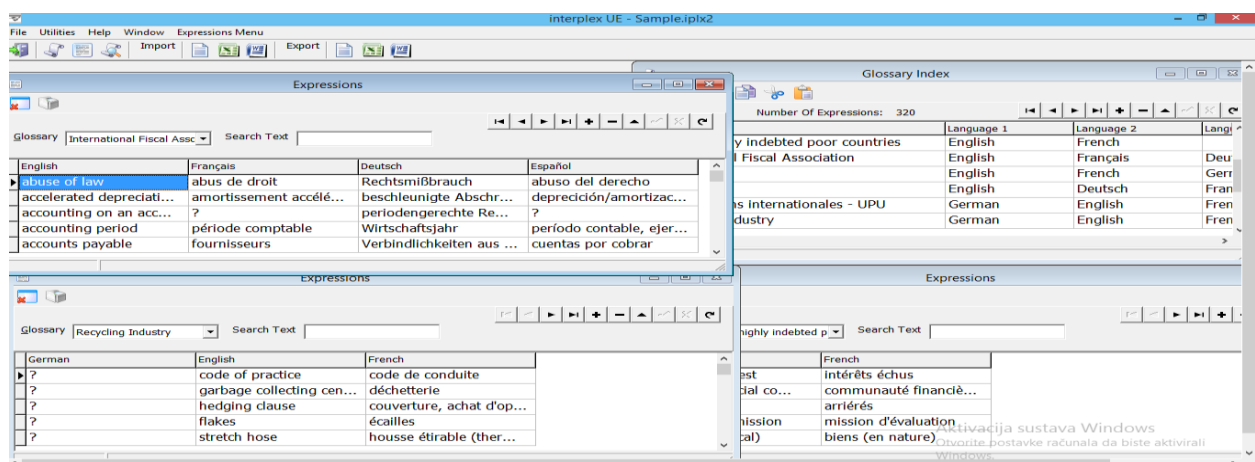 interplex UE - Sample.iplx2
File Utilities Help Window Expressions Menu
Import Export
Expressions
Glossary International Fiscal Assc Search Text
English Français Deutsch Español
abuse of law abus de droit Rechtsmißbrauch abuso del derecho
accelerated depreciati... amortissement accélé... beschleunigte Abschr... deprecición/amortizac...
accounting on an acc... ? periodengerechte Re... ?
accounting period période comptable Wirtschaftsjahr período contable, ejer...
accounts payable fournisseurs Verbindlichkeiten aus ... cuentas por cobrar
Glossary Index
Number Of Expressions: 320
Language 1 Language 2 Langu
y indebted poor countries English French
l Fiscal Association English Français Deu
English French Gerr
English Deutsch Fran
ns internationales - UPU German English Fren
dustry German English Fren
Expressions
Glossary Recycling Industry Search Text
German English French
? code of practice code de conduite
? garbage collecting cen... déchetterie
? hedging clause couverture, achat d'op...
? flakes écailles
? stretch hose housse étirable (ther...
Expressions
highly indebted p Search Text
French
est intérêts échus
cial co... communauté financiè...
arriérés
mission mission d'évaluation
cal) biens (en nature)
Aktivacija sustava Windows
Otvorite postavke računala da biste aktivirali
Windows.